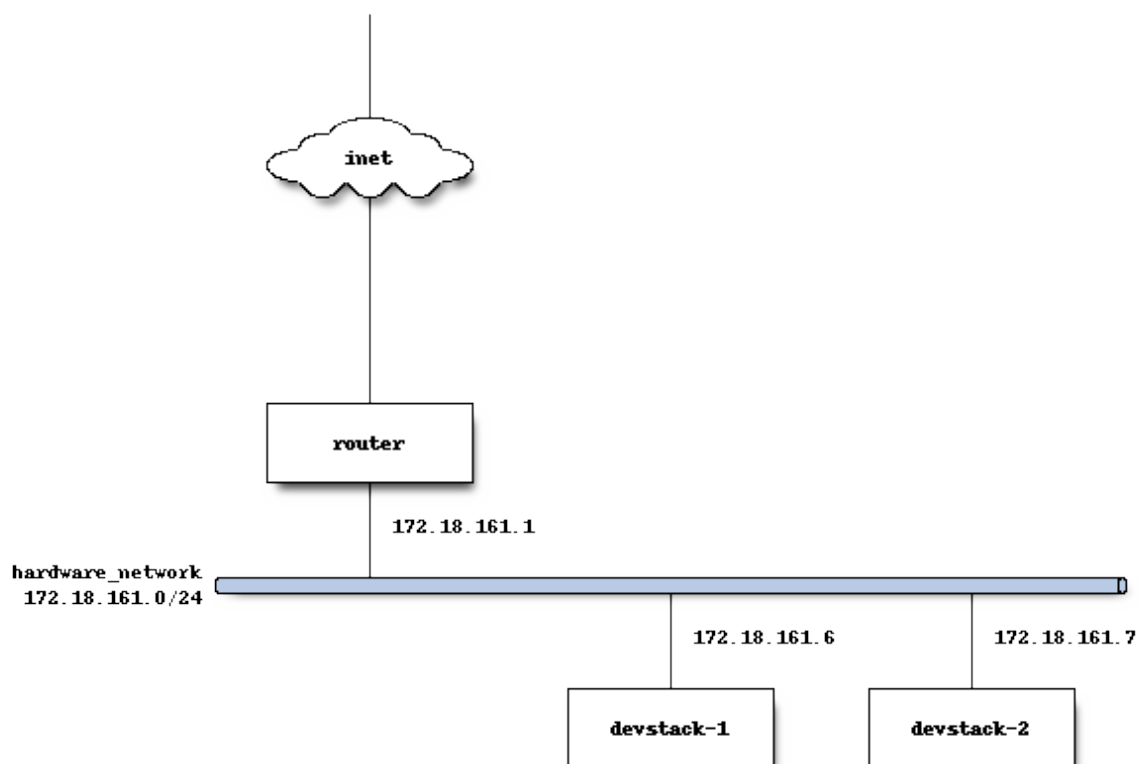 inet
router
172.18.161.1
hardware_network
172.18.161.0/24
172.18.161.6
172.18.161.7
devstack-1
devstack-2